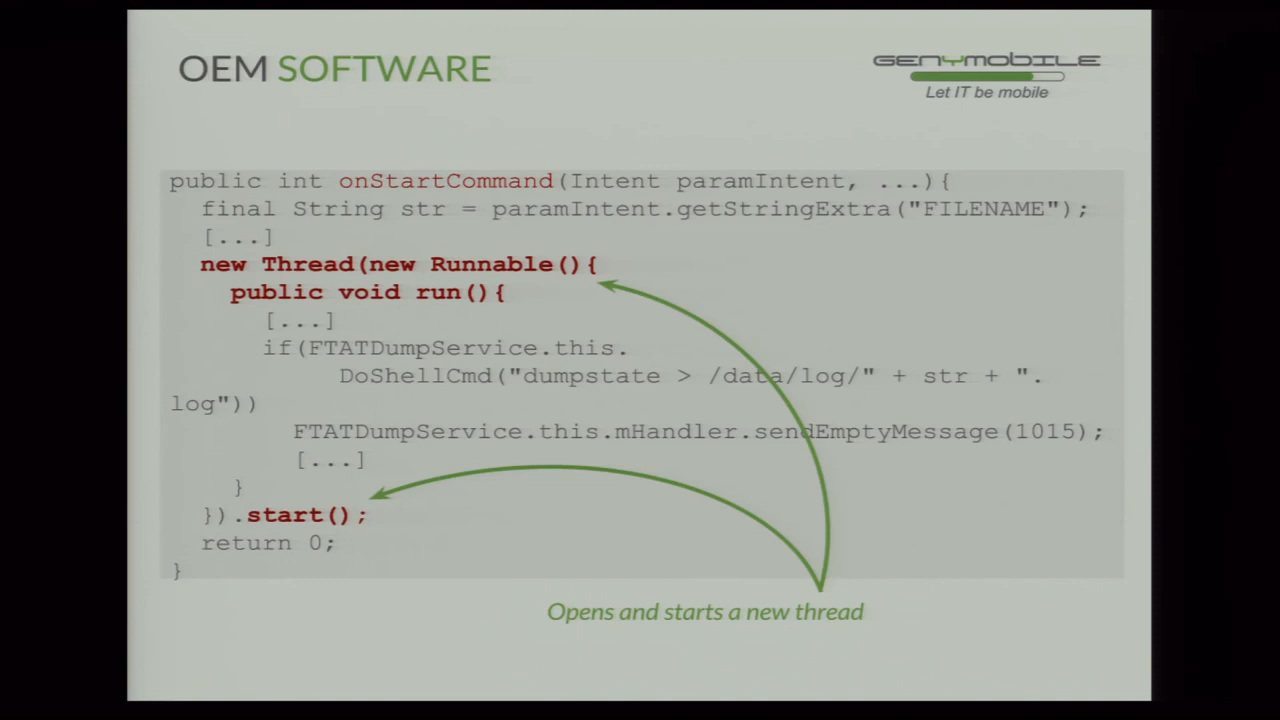 OEM SOFTWARE
GENYMOBILE
Let IT be mobile
public int onStartCommand(Intent paramIntent, ...){
final String str = paramIntent.getStringExtra("FILENAME");
[...]
new Thread(new Runnable(){
public void run(){
[...]
if(FTATDumpService.this.
DoShellCmd("dumpstate > /data/log/" + str + ".
log"))
FTATDumpService.this.mHandler.sendEmptyMessage(1015);
[...]
}
}).start();
return 0;
}
Opens and starts a new thread